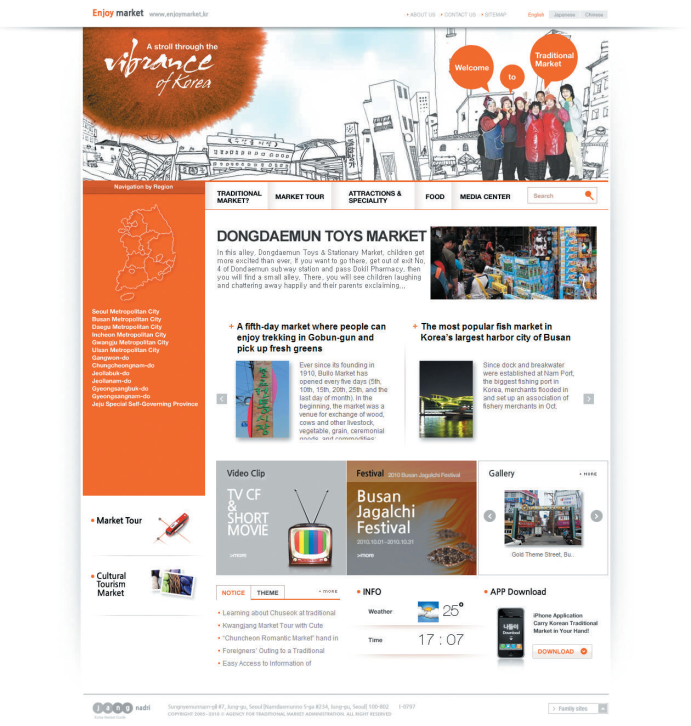 Enjoy market www.enjoymarket.kr
ABOUT US CONTACT US SITEMAP English Japanese Chinese
A stroll through the
vibrance
of Korea
Welcome
to
Traditional
Market
Navigation by Region
TRADITIONAL
MARKET?
MARKET TOUR
ATTRACTIONS &
SPECIALITY
FOOD
MEDIA CENTER
Search
DONGDAEMUN TOYS MARKET
In this alley, Dongdaemun Toys & Stationary Market, children get
more excited than ever. If you want to go there, get out of exit No,
4 of Dondaemun subway station and pass Dokil Pharmacy, then
you will find a small alley. There, you will see children laughing
and chattering away happily and their parents exclaiming...
Seoul Metropolitan City
Busan Metropolitan City
Daegu Metropolitan City
Incheon Metropolitan City
Gwangju Metropolitan City
Ulsan Metropolitan City
Gangwon-do
Chungcheongnam-do
Jeollabuk-do
Jeollanam-do
Gyeongsangbuk-do
Gyeongsangnam-do
Jeju Special Self-Governing Province
A fifth-day market where people can
enjoy trekking in Gobun-gun and
pick up fresh greens
Ever since its founding in
1910, Bullo Market has
opened every five days (5th,
10th, 15th, 20th, 25th, and the
last day of month). In the
beginning, the market was a
venue for exchange of wood,
cows and other livestock,
vegetable, grain, ceremonial
goods, and commodities;
The most popular fish market in
Korea's largest harbor city of Busan
Since dock and breakwater
were established at Nam Port,
the biggest fishing port in
Korea, merchants flooded in
and set up an association of
fishery merchants in Oct.
Video Clip
TV CF
&
SHORT
MOVIE
>more
Festival 2010 Busan Jagalchi Festival
Busan
Jagalchi
Festival
2010.10.01~2010.10.31
>more
Gallery MORE
Gold Theme Street, Bu..
Market Tour
Cultural
Tourism
Market
NOTICE THEME MORE
Learning about Chuseok at traditional
Kwangjang Market Tour with Cute
"Chuncheon Romantic Market" hand in
Foreigners' Outing to a Traditional
Easy Access to Information of
INFO
Weather 25°
Time 17 : 07
APP Download
나들이
Download
iPhone Application
Carry Korean Traditional
Market in Your Hand!
DOWNLOAD
jang nadri
COPYRIGHT 2005~2010 © AGENCY FOR TRADITIONAL MARKET ADMINISTRATION. ALL RIGHT RESERVED
Family sites